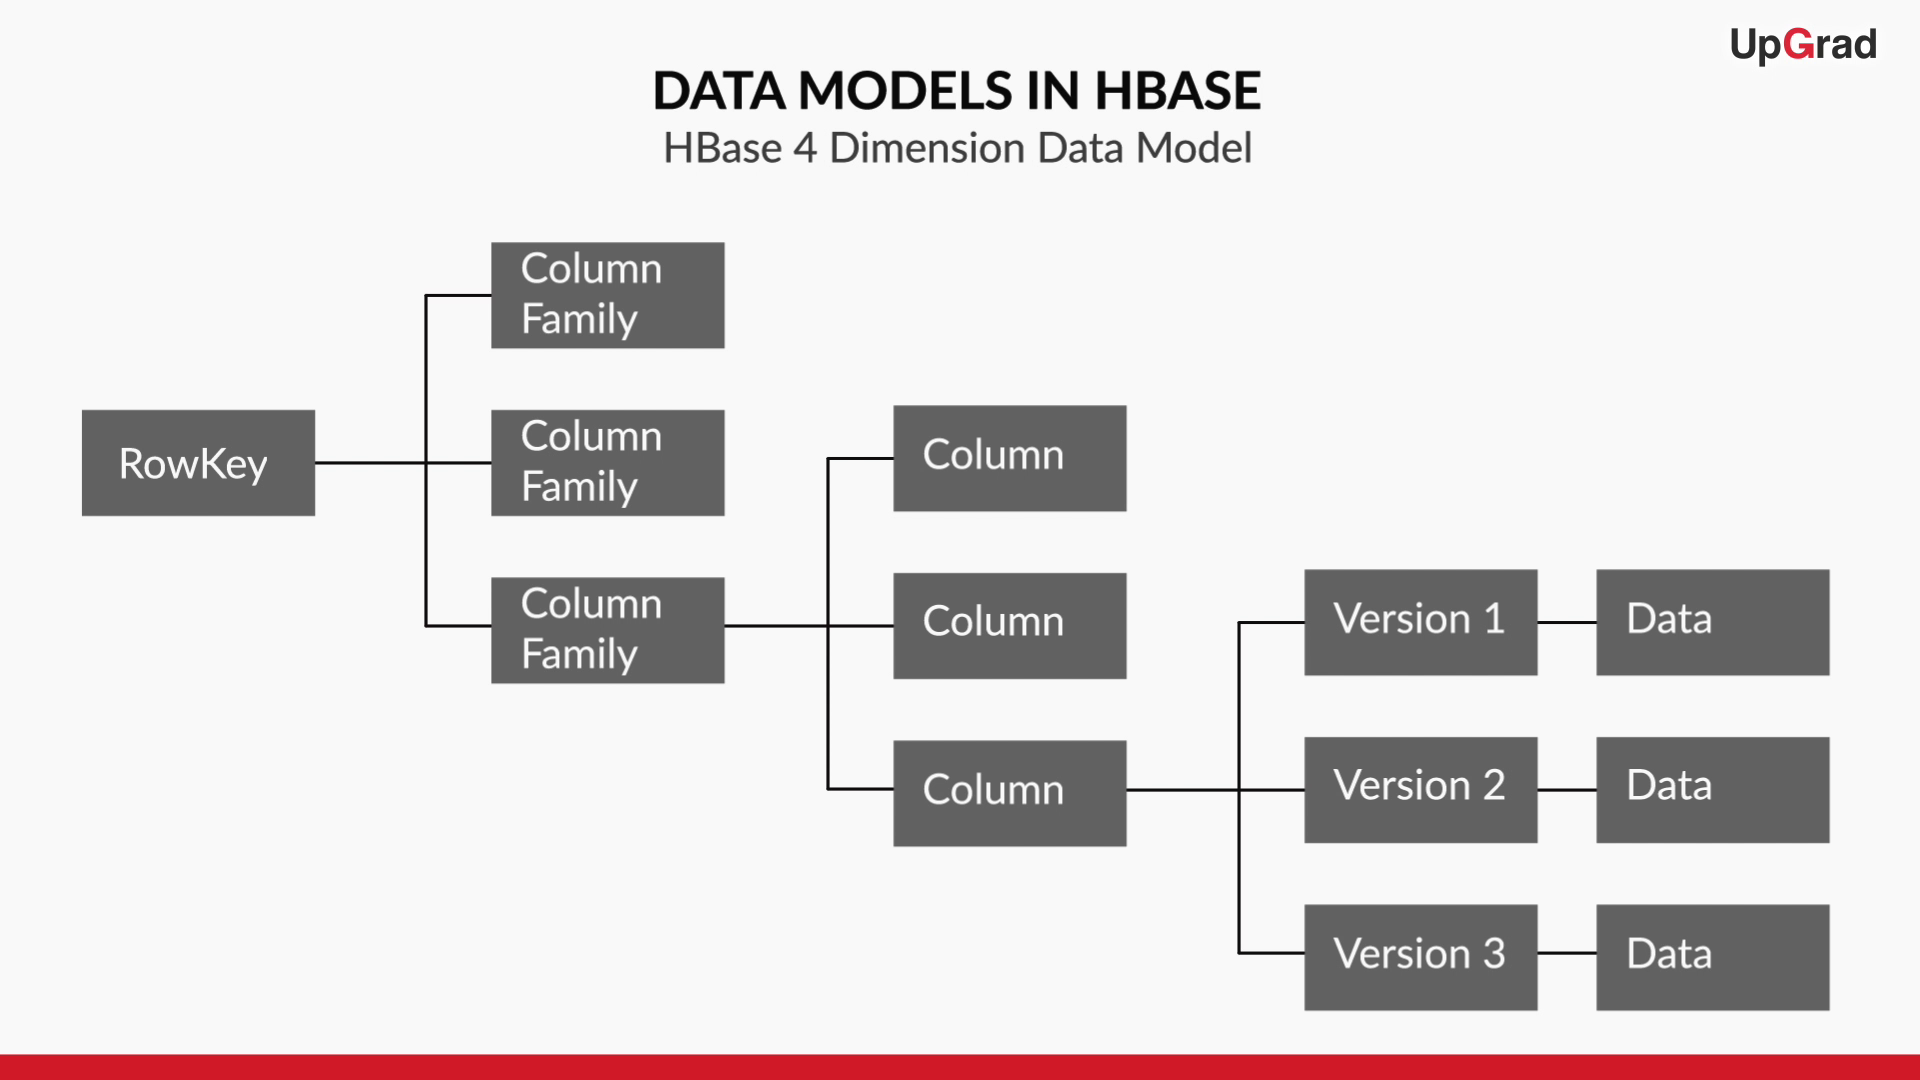 UpGrad
DATA MODELS IN HBASE
HBase 4 Dimension Data Model
RowKey
Column
Family
Column
Family
Column
Family
Column
Column
Column
Version 1
Data
Version 2
Data
Version 3
Data